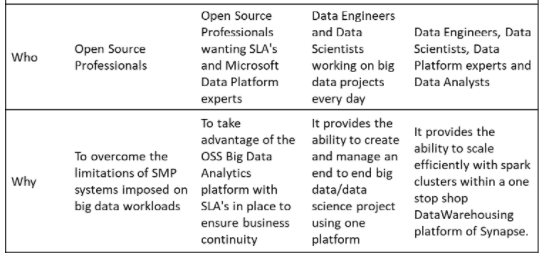 Who
Open Source
Professionals
Open Source
Professionals
wanting SLA's
and Microsoft
Data Platform
experts
Data Engineers
and Data
Scientists
working on big
data projects
every day
Data Engineers, Data
Scientists, Data
Platform experts and
Data Analysts
Why
To overcome the
limitations of SMP
systems imposed on
big data workloads
To take
advantage of the
OSS Big Data
Analytics
platform with
SLA's in place to
ensure business
continuity
It provides the
ability to create
and manage an
end to end big
data/data
science project
using one
platform
It provides the
ability to scale
efficiently with spark
clusters within a one
stop shop
DataWarehousing
platform of Synapse.